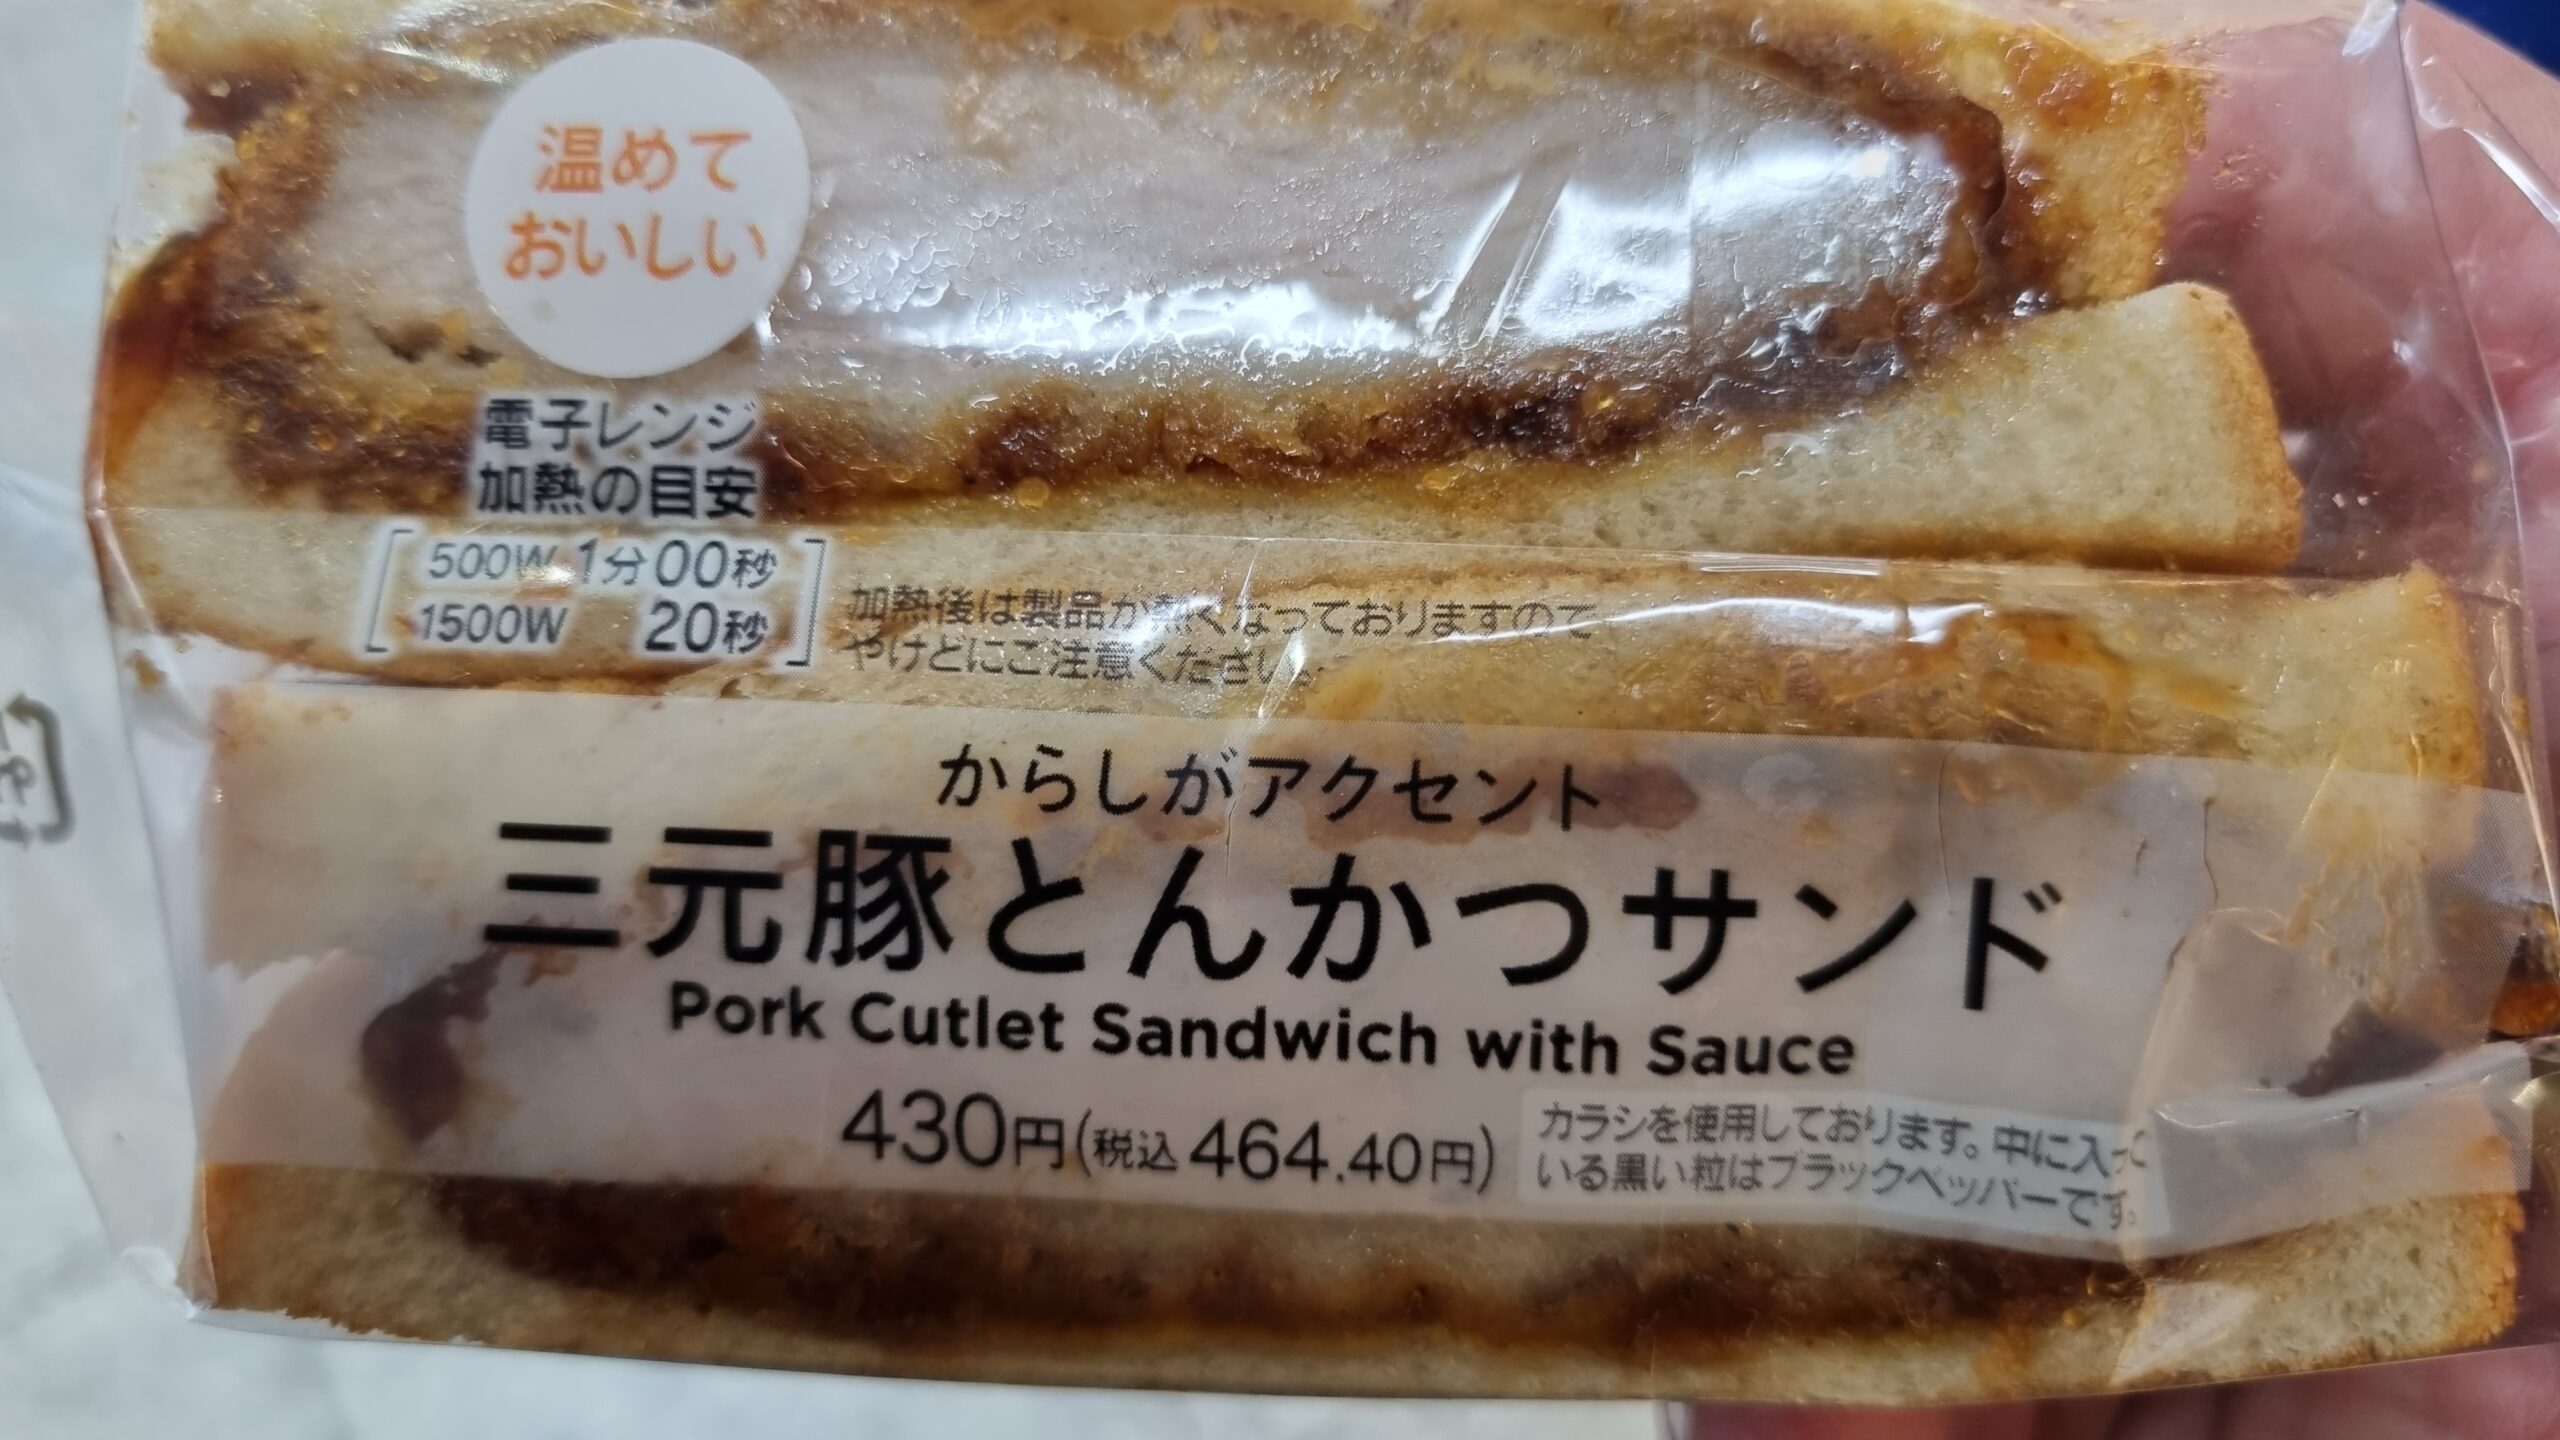 温めて
おいしい
電子レンジ
加熱の目安
500W 1分00秒
1500W 20秒
加熱後は製品が熱くなっておりますので
やけどにご注意ください。
からしがアクセント
三元豚とんかつサンド
Pork Cutlet Sandwich with Sauce
430円(税込464.40円)
カラシを使用しております。中に入って
いる黒い粒はブラックペッパーです。